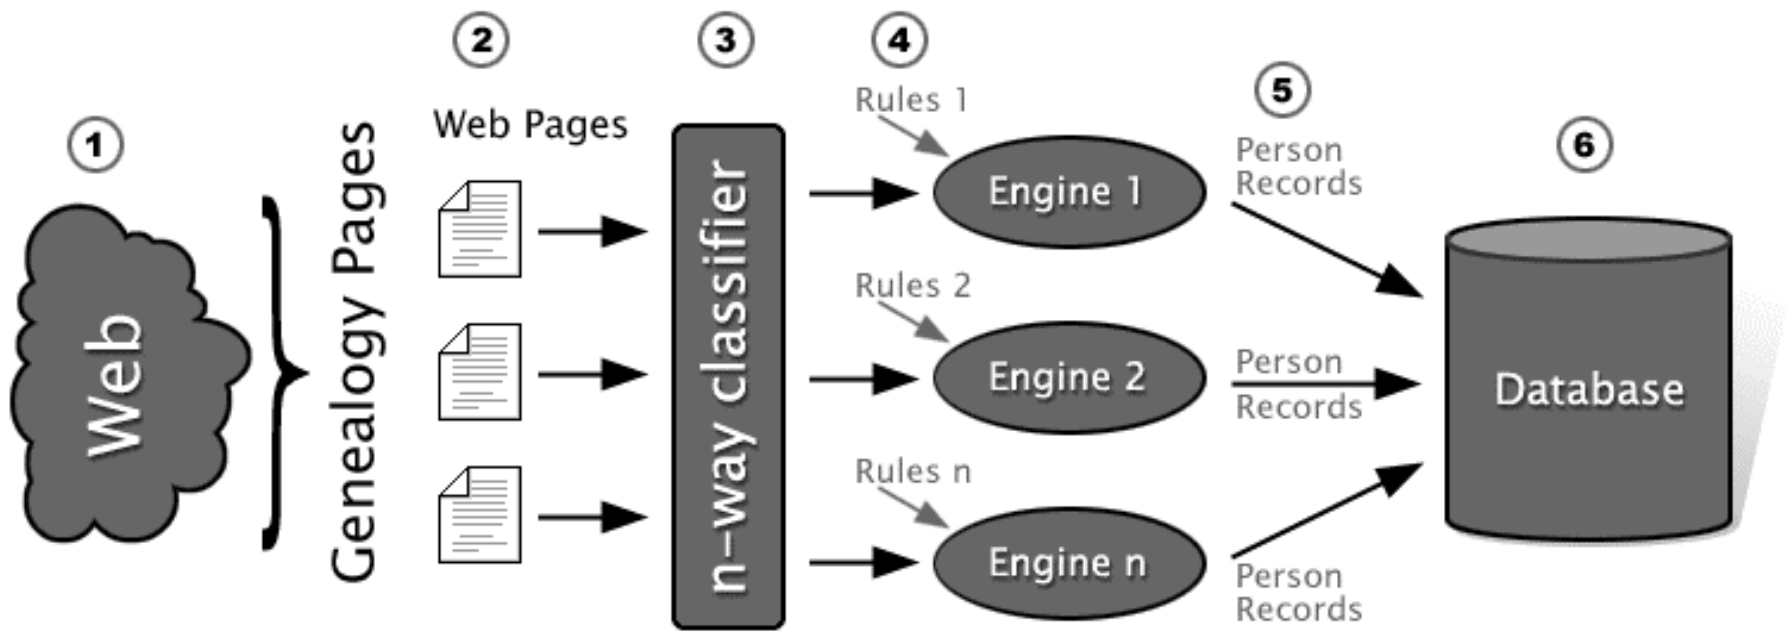 1
Web
Genealogy Pages
2
Web Pages
3
n-way classifier
4
Rules 1
Engine 1
Rules 2
Engine 2
Rules n
Engine n
5
Person
Records
Person
Records
Person
Records
6
Database